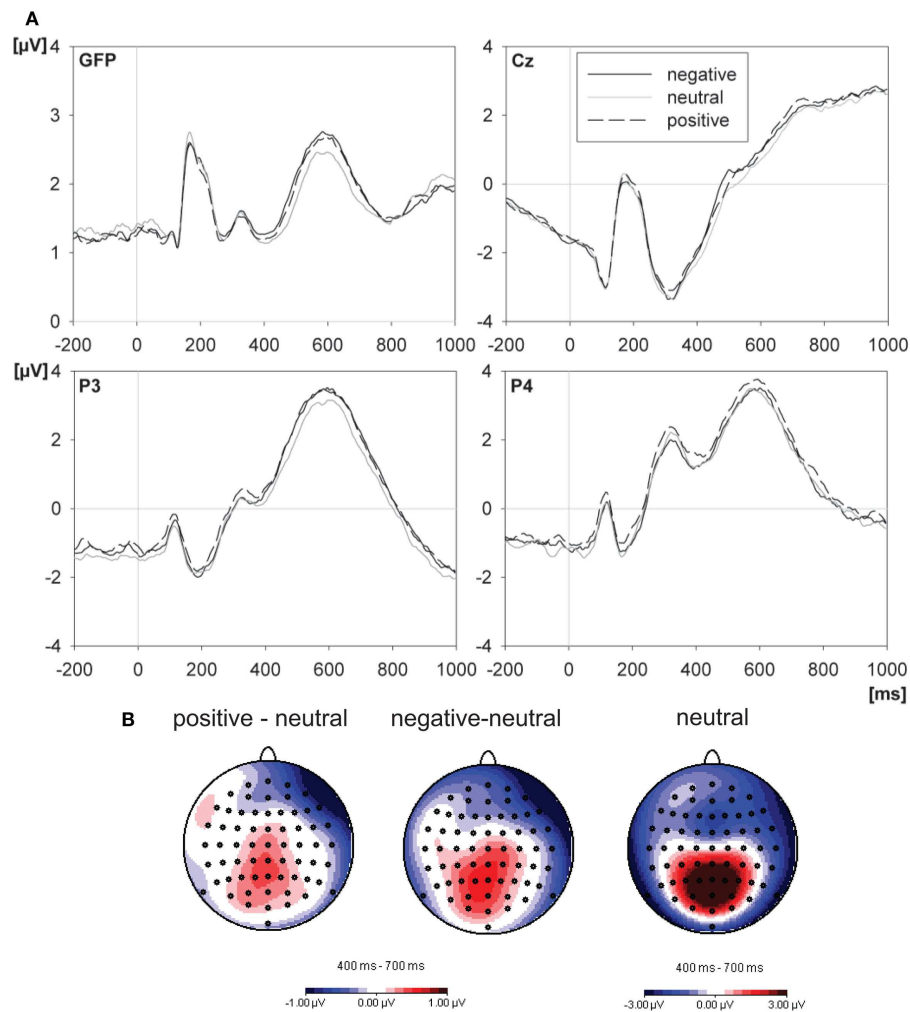 A
[µV]
4
3
2
1
0
GFP
-200 0 200 400 600 800 1000
4
2
0
-2
-4
Cz
negative
neutral
positive
-200 0 200 400 600 800 1000
[µV]
4
2
0
-2
-4
P3
-200 0 200 400 600 800 1000
4
2
0
-2
-4
P4
-200 0 200 400 600 800 1000
[ms]
B
positive - neutral
negative-neutral
neutral
400 ms - 700 ms
-1.00 µV 0.00 µV 1.00 µV
400 ms - 700 ms
-3.00 µV 0.00 µV 3.00 µV